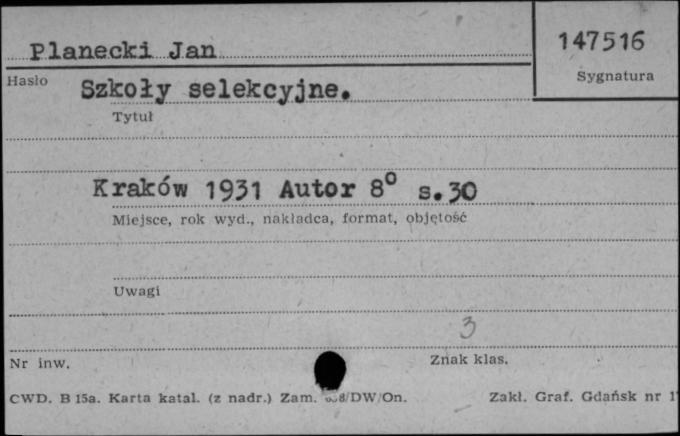 Planecki Jan
147516
Hasło
Sygnatura
Szkoły selekcyjne.
Tytuł
Kraków 1931 Autor 8° s.30
Miejsce, rok wyd., nakładca, format, objętość
Uwagi
3
Nr inw.
Znak klas.
CWD. B 15a. Karta katal. (z nadr.) Zam. /DW/On.
Zakł. Graf. Gdańsk nr